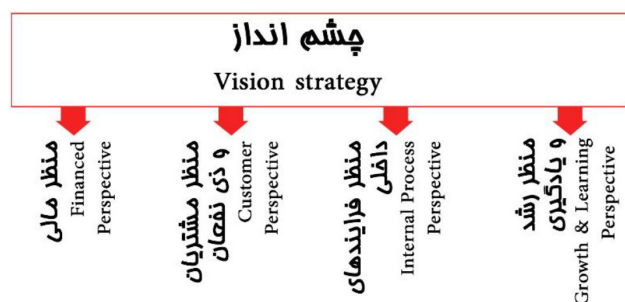 چشم انداز
Vision strategy
منظر مالی
Financed
Perspective
منظر مشتریان
و ذی نفعان
Customer
Perspective
منظر فرایندهای
داخلی
Internal Process
Perspective
منظر رشد
و یادگیری
Growth & Learning
Perspective